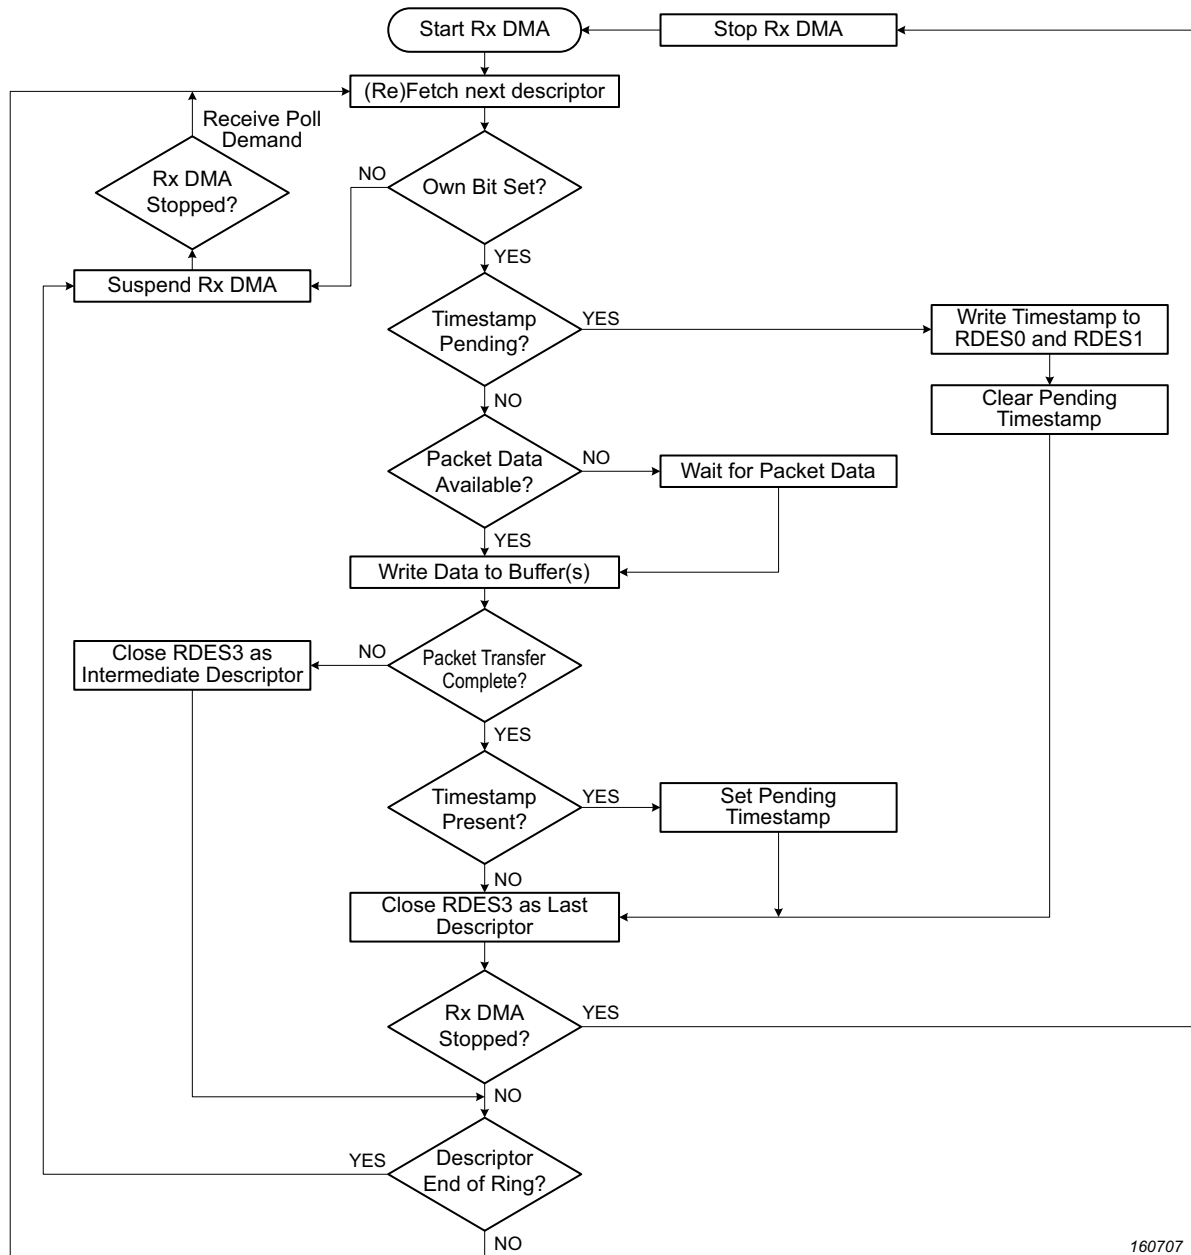 Start Rx DMA
Stop Rx DMA
(Re)Fetch next descriptor
Receive Poll
Demand
Rx DMA
Stopped?
NO
Own Bit Set?
YES
Suspend Rx DMA
Timestamp
Pending?
YES
Write Timestamp to
RDES0 and RDES1
NO
Clear Pending
Timestamp
Packet Data
Available?
NO
Wait for Packet Data
YES
Write Data to Buffer(s)
Close RDES3 as
Intermediate Descriptor
NO
Packet Transfer
Complete?
YES
Timestamp
Present?
YES
Set Pending
Timestamp
NO
Close RDES3 as Last
Descriptor
Rx DMA
Stopped?
YES
NO
YES
Descriptor
End of Ring?
NO
160707